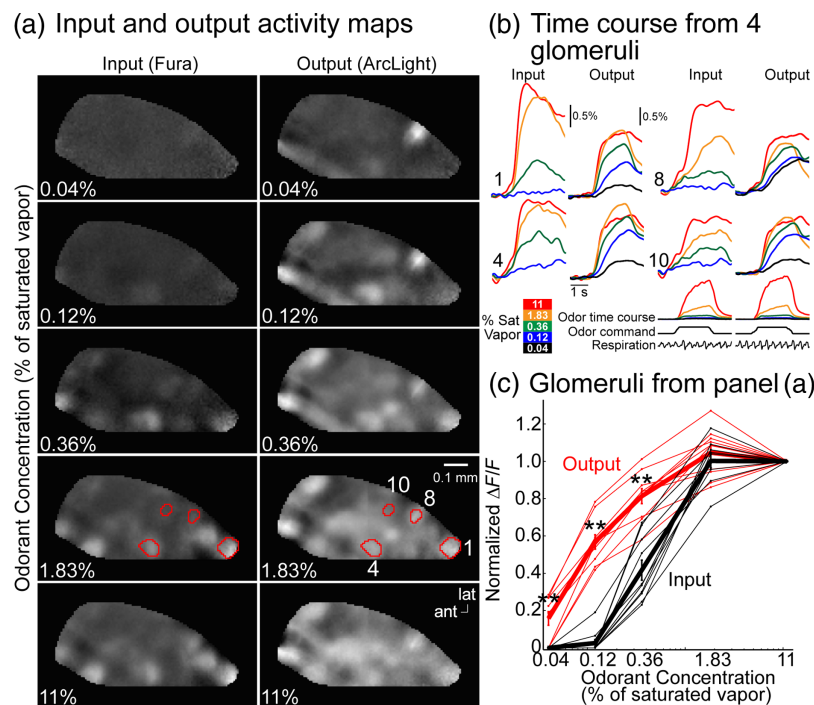 (a) Input and output activity maps
Input (Fura)
Output (ArcLight)
Odorant Concentration (% of saturated vapor)
0.04%
0.04%
0.12%
0.12%
0.36%
0.36%
0.1 mm
10
8
1
4
1.83%
1.83%
lat
ant
11%
11%
(b) Time course from 4
glomeruli
Input
Output
Input
Output
0.5%
0.5%
1
8
4
10
1 s
% Sat
Vapor
11
1.83
0.36
0.12
0.04
Odor time course
Odor command
Respiration
(c) Glomeruli from panel (a)
Normalized ΔF/F
1.2
1.0
0.8
0.6
0.4
0.2
0
Output
Input
**
**
**
0.04
0.12
0.36
1.83
11
Odorant Concentration
(% of saturated vapor)